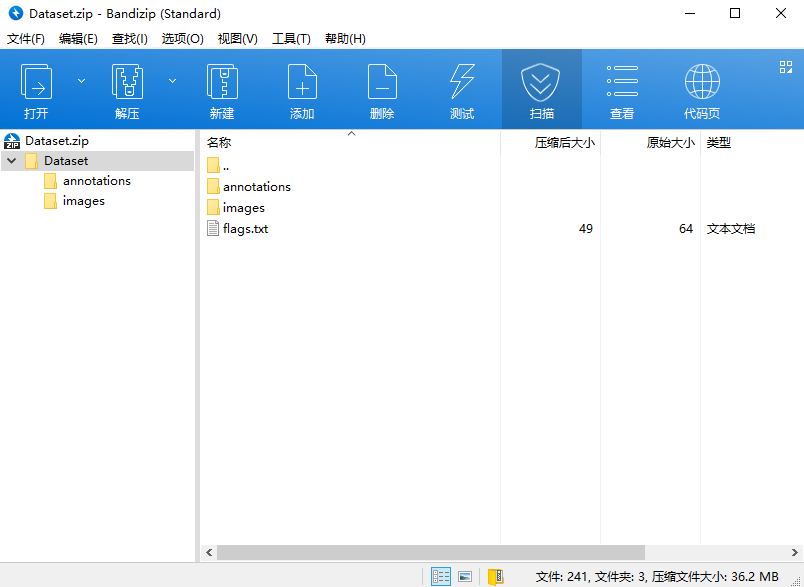 Dataset.zip - Bandizip (Standard)
文件(F) 编辑(E) 查找(I) 选项(O) 视图(V) 工具(T) 帮助(H)
打开 解压 新建 添加 删除 测试 扫描 查看 代码页
Dataset.zip
Dataset
annotations
images
名称 压缩后大小 原始大小 类型
..
annotations
images
flags.txt 49 64 文本文档
文件: 241, 文件夹: 3, 压缩文件大小: 36.2 MB